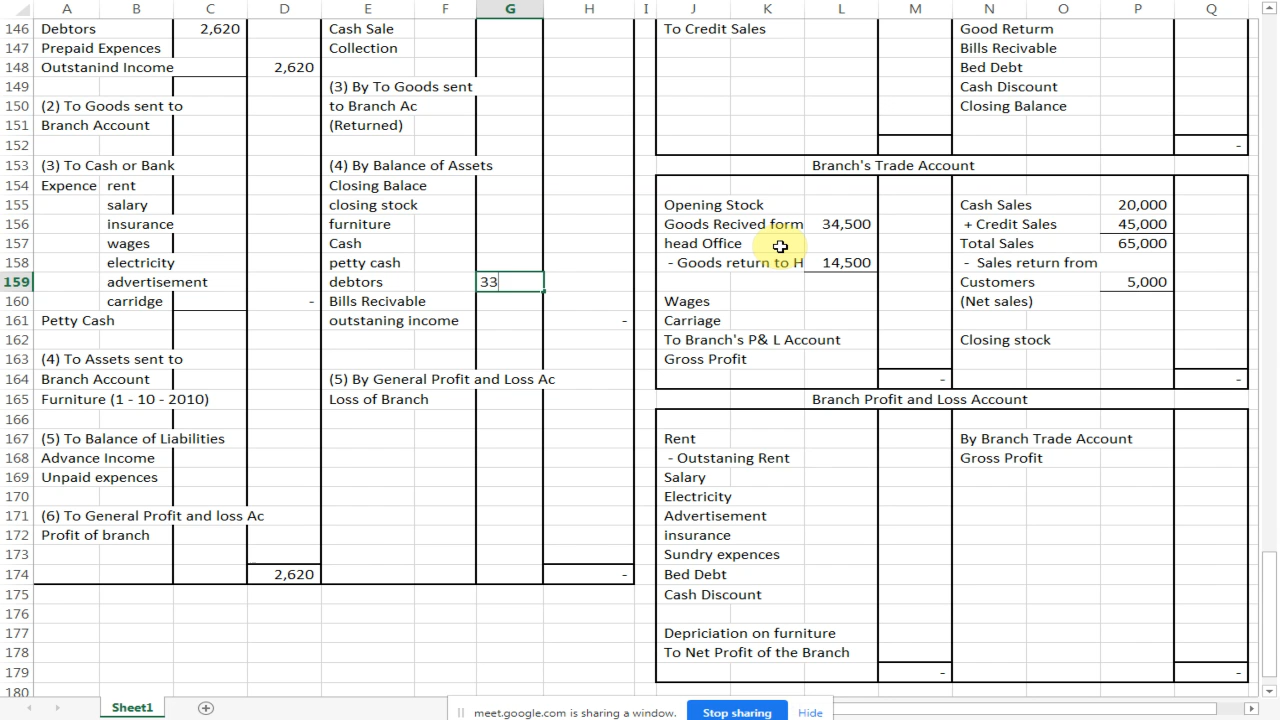 A B C D E F G H I J K L M N O P Q
146 Debtors 2,620 Cash Sale To Credit Sales Good Returm
147 Prepaid Expences Collection Bills Recivable
148 Outstanind Income 2,620 Bed Debt
149 (3) By To Goods sent Cash Discount
150 (2) To Goods sent to to Branch Ac Closing Balance
151 Branch Account (Returned)
152 -
153 (3) To Cash or Bank (4) By Balance of Assets Branch's Trade Account
154 Expence rent Closing Balace
155 salary closing stock Opening Stock Cash Sales 20,000
156 insurance furniture Goods Recived form 34,500 + Credit Sales 45,000
157 wages Cash head Office Total Sales 65,000
158 electricity petty cash - Goods return to H 14,500 - Sales return from
159 advertisement debtors 33 Customers 5,000
160 carridge - Bills Recivable Wages (Net sales)
161 Petty Cash outstaning income - Carriage
162 To Branch's P& L Account Closing stock
163 (4) To Assets sent to Gross Profit
164 Branch Account (5) By General Profit and Loss Ac - -
165 Furniture (1 - 10 - 2010) Loss of Branch Branch Profit and Loss Account
166
167 (5) To Balance of Liabilities Rent By Branch Trade Account
168 Advance Income - Outstaning Rent Gross Profit
169 Unpaid expences Salary
170 Electricity
171 (6) To General Profit and loss Ac Advertisement
172 Profit of branch insurance
173 Sundry expences
174 2,620 - Bed Debt
175 Cash Discount
176
177 Depriciation on furniture
178 To Net Profit of the Branch
179 - -
180
Sheet1
meet.google.com is sharing a window. Stop sharing Hide